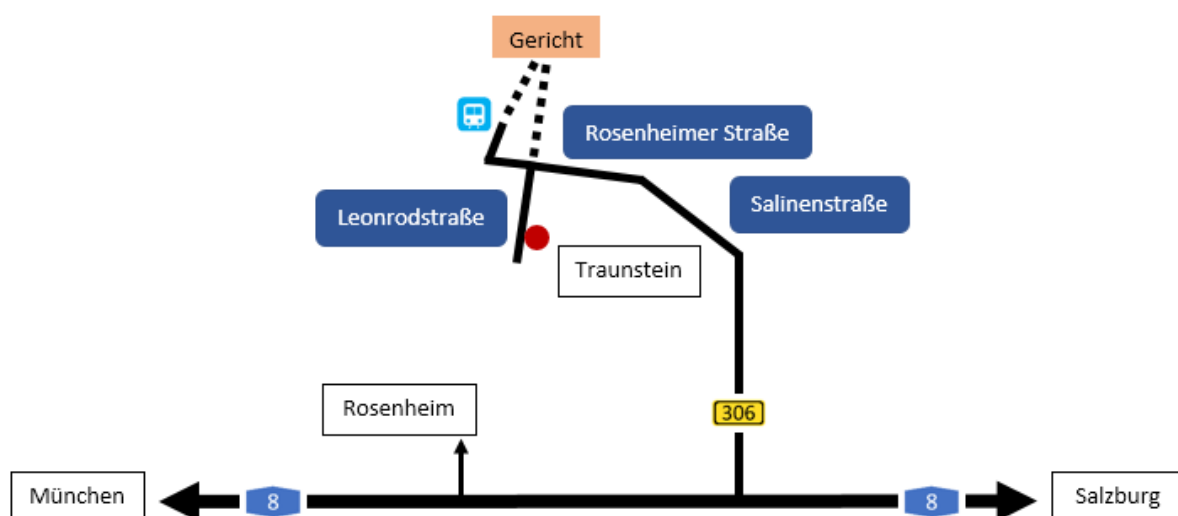 Gericht
Rosenheimer Straße
Leonrodstraße
Salinenstraße
Traunstein
Rosenheim
306
München
8
8
Salzburg